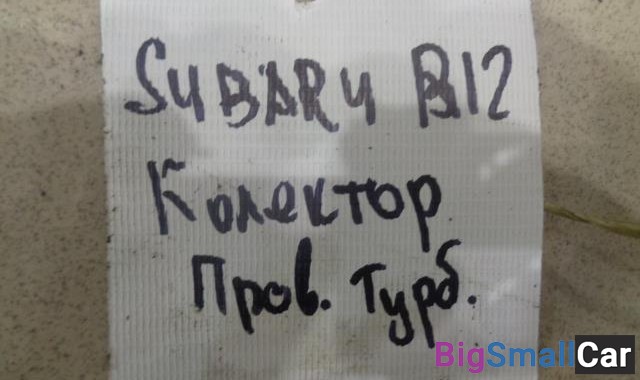 SUBARU B12
Колектор
Пров. Турб.
BigSmallCar